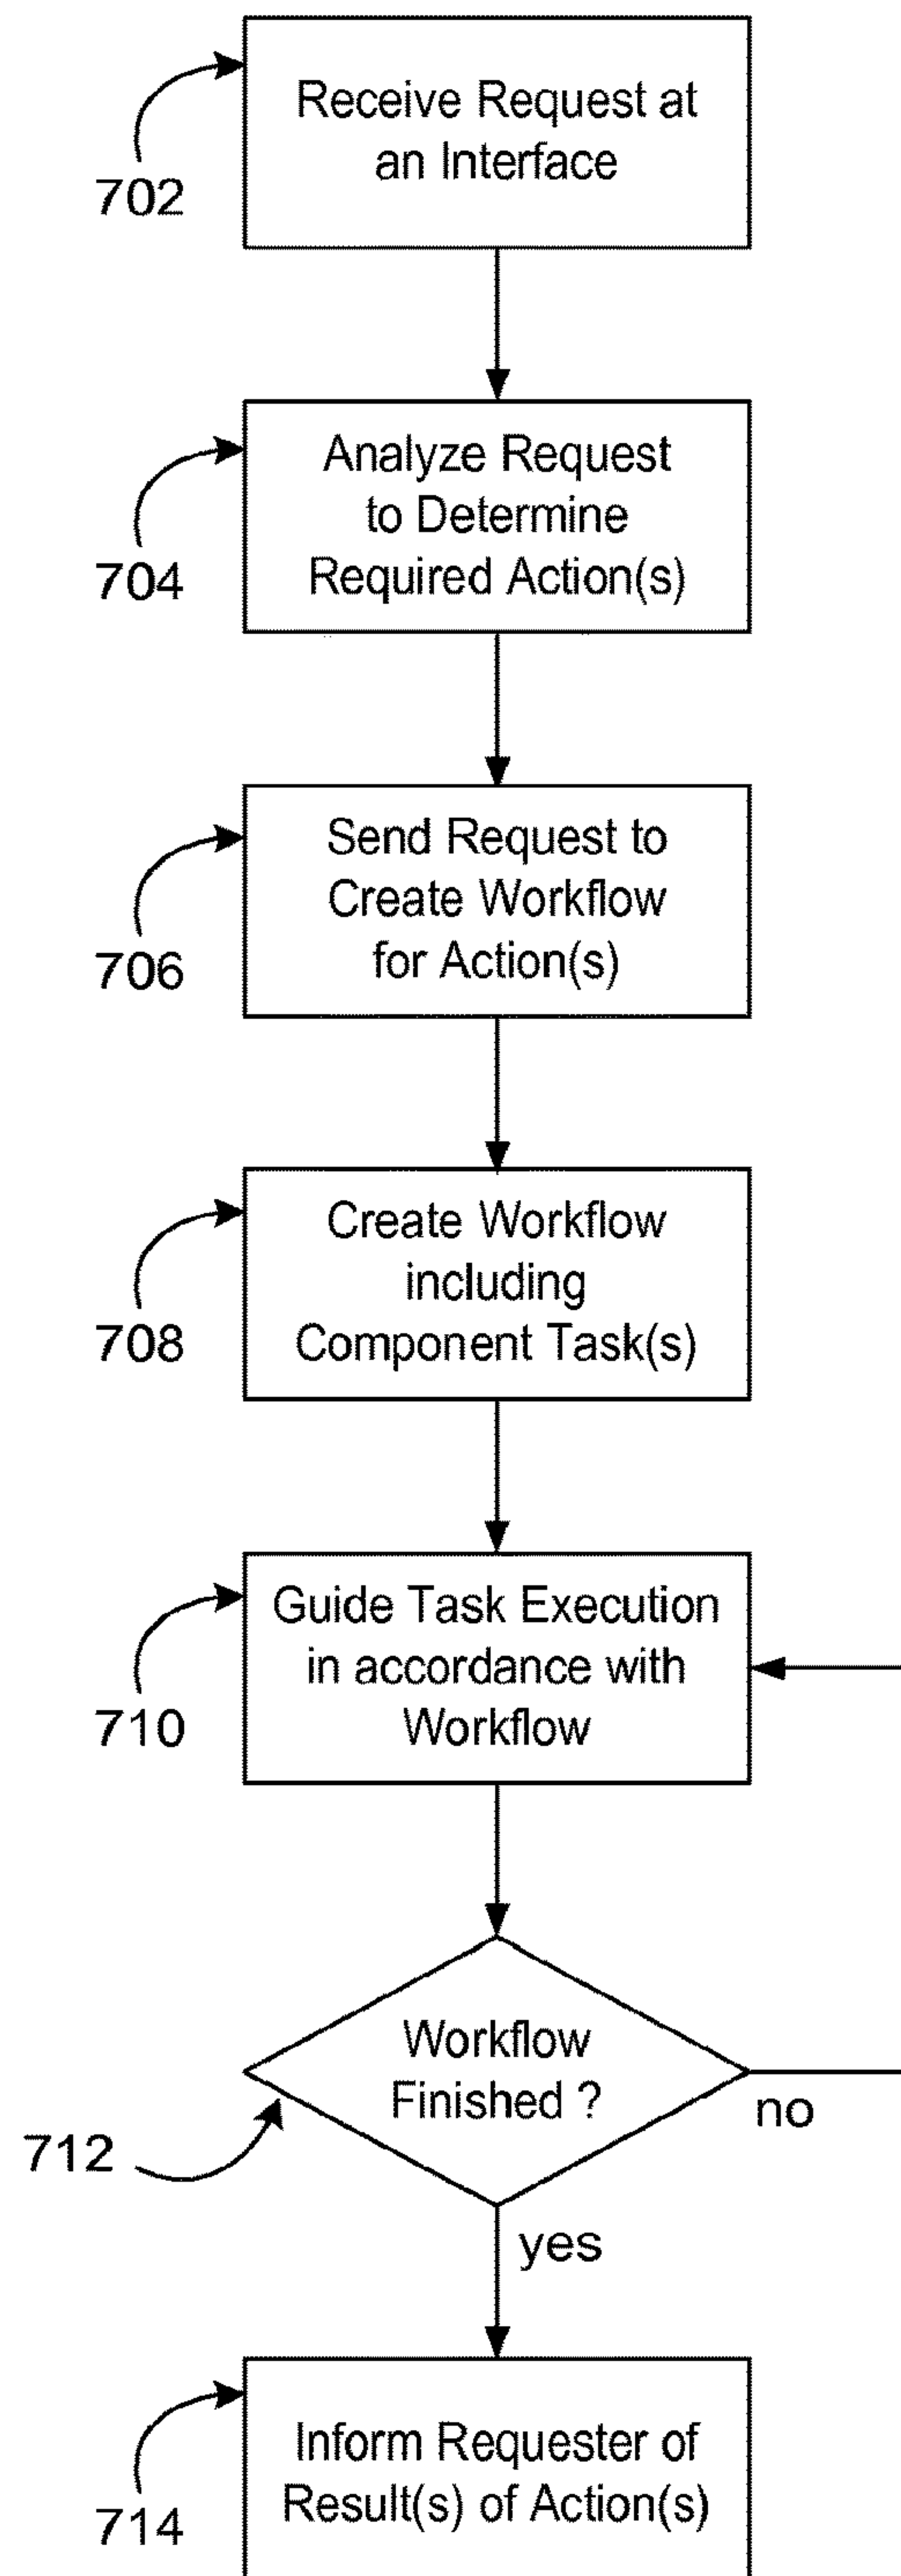 Receive Request at
an Interface
702
Analyze Request
to Determine
Required Action(s)
704
Send Request to
Create Workflow
for Action(s)
706
Create Workflow
including
Component Task(s)
708
Guide Task Execution
in accordance with
Workflow
710
Workflow
Finished ?
no
712
yes
Inform Requester of
Result(s) of Action(s)
714